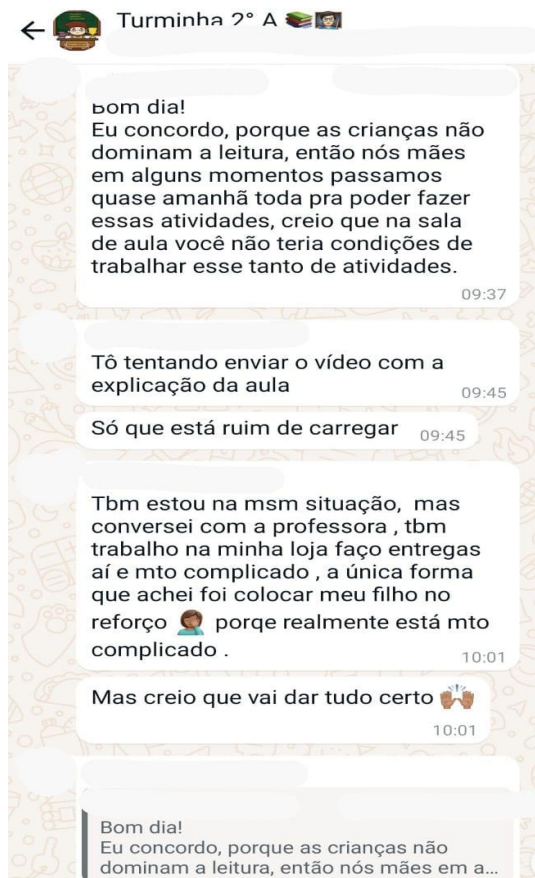 Turminha 2° A
Bom dia!
Eu concordo, porque as crianças não
dominam a leitura, então nós mães
em alguns momentos passamos
quase amanhã toda pra poder fazer
essas atividades, creio que na sala
de aula você não teria condições de
trabalhar esse tanto de atividades.
09:37
Tô tentando enviar o vídeo com a
explicação da aula
09:45
Só que está ruim de carregar 09:45
Tbm estou na msm situação, mas
conversei com a professora , tbm
trabalho na minha loja faço entregas
aí e mto complicado , a única forma
que achei foi colocar meu filho no
reforço 🤦🏽‍♀️ porqe realmente está mto
complicado .
10:01
Mas creio que vai dar tudo certo 🙌🏽
10:01
Bom dia!
Eu concordo, porque as crianças não
dominam a leitura, então nós mães em a...